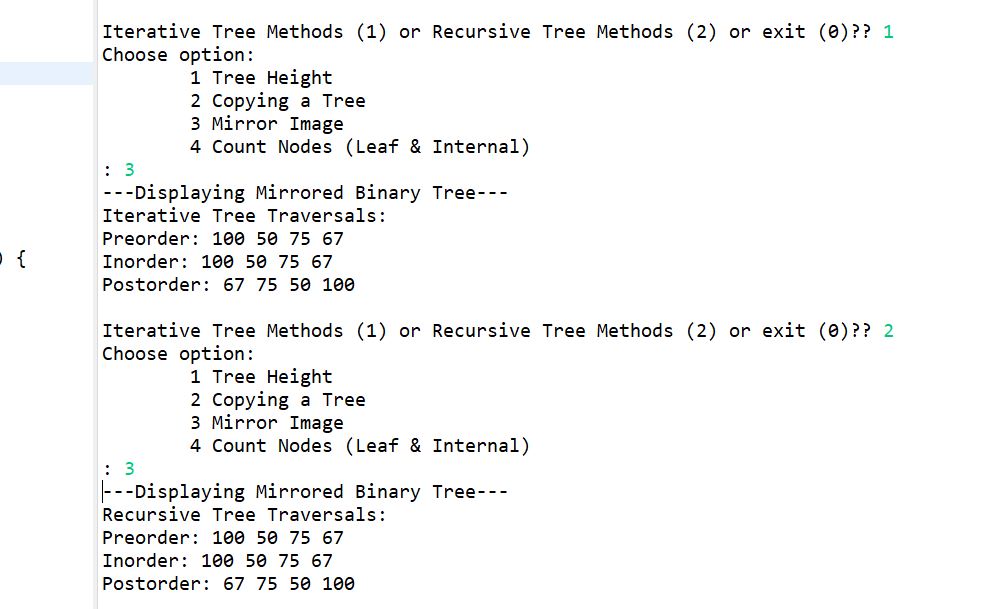 Iterative Tree Methods (1) or Recursive Tree Methods (2) or exit (0)?? 1
Choose option:
1 Tree Height
2 Copying a Tree
3 Mirror Image
4 Count Nodes (Leaf & Internal)
: 3
---Displaying Mirrored Binary Tree---
Iterative Tree Traversals:
Preorder: 100 50 75 67
) {
Inorder: 100 50 75 67
Postorder: 67 75 50 100
Iterative Tree Methods (1) or Recursive Tree Methods (2) or exit (0)?? 2
Choose option:
1 Tree Height
2 Copying a Tree
3 Mirror Image
4 Count Nodes (Leaf & Internal)
: 3
---Displaying Mirrored Binary Tree---
Recursive Tree Traversals:
Preorder: 100 50 75 67
Inorder: 100 50 75 67
Postorder: 67 75 50 100